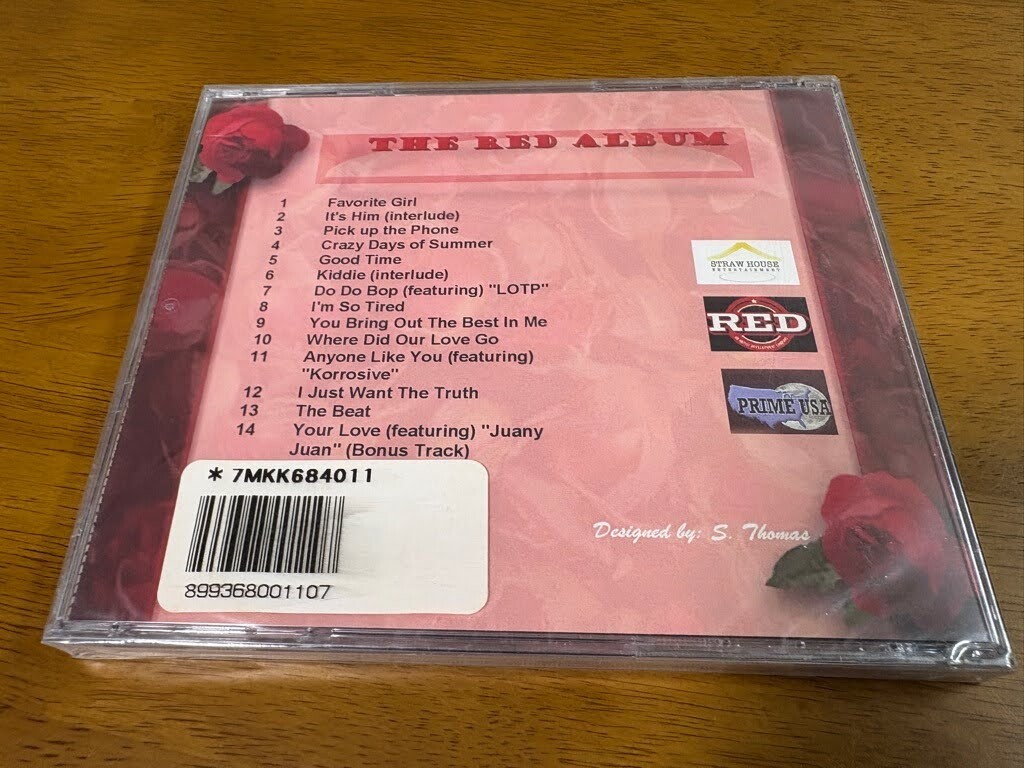 THE RED ALBUM
1 Favorite Girl
2 It's Him (interlude)
3 Pick up the Phone
4 Crazy Days of Summer
5 Good Time
6 Kiddie (interlude)
7 Do Do Bop (featuring) "LOTP"
8 I'm So Tired
9 You Bring Out The Best In Me
10 Where Did Our Love Go
11 Anyone Like You (featuring)
"Korrosive"
12 I Just Want The Truth
13 The Beat
14 Your Love (featuring) "Juany
Juan" (Bonus Track)
STRAW HOUSE
ENTERTAINMENT
RED
PRIME USA
* 7MKK684011
899368001107
Designed by: S. Thomas